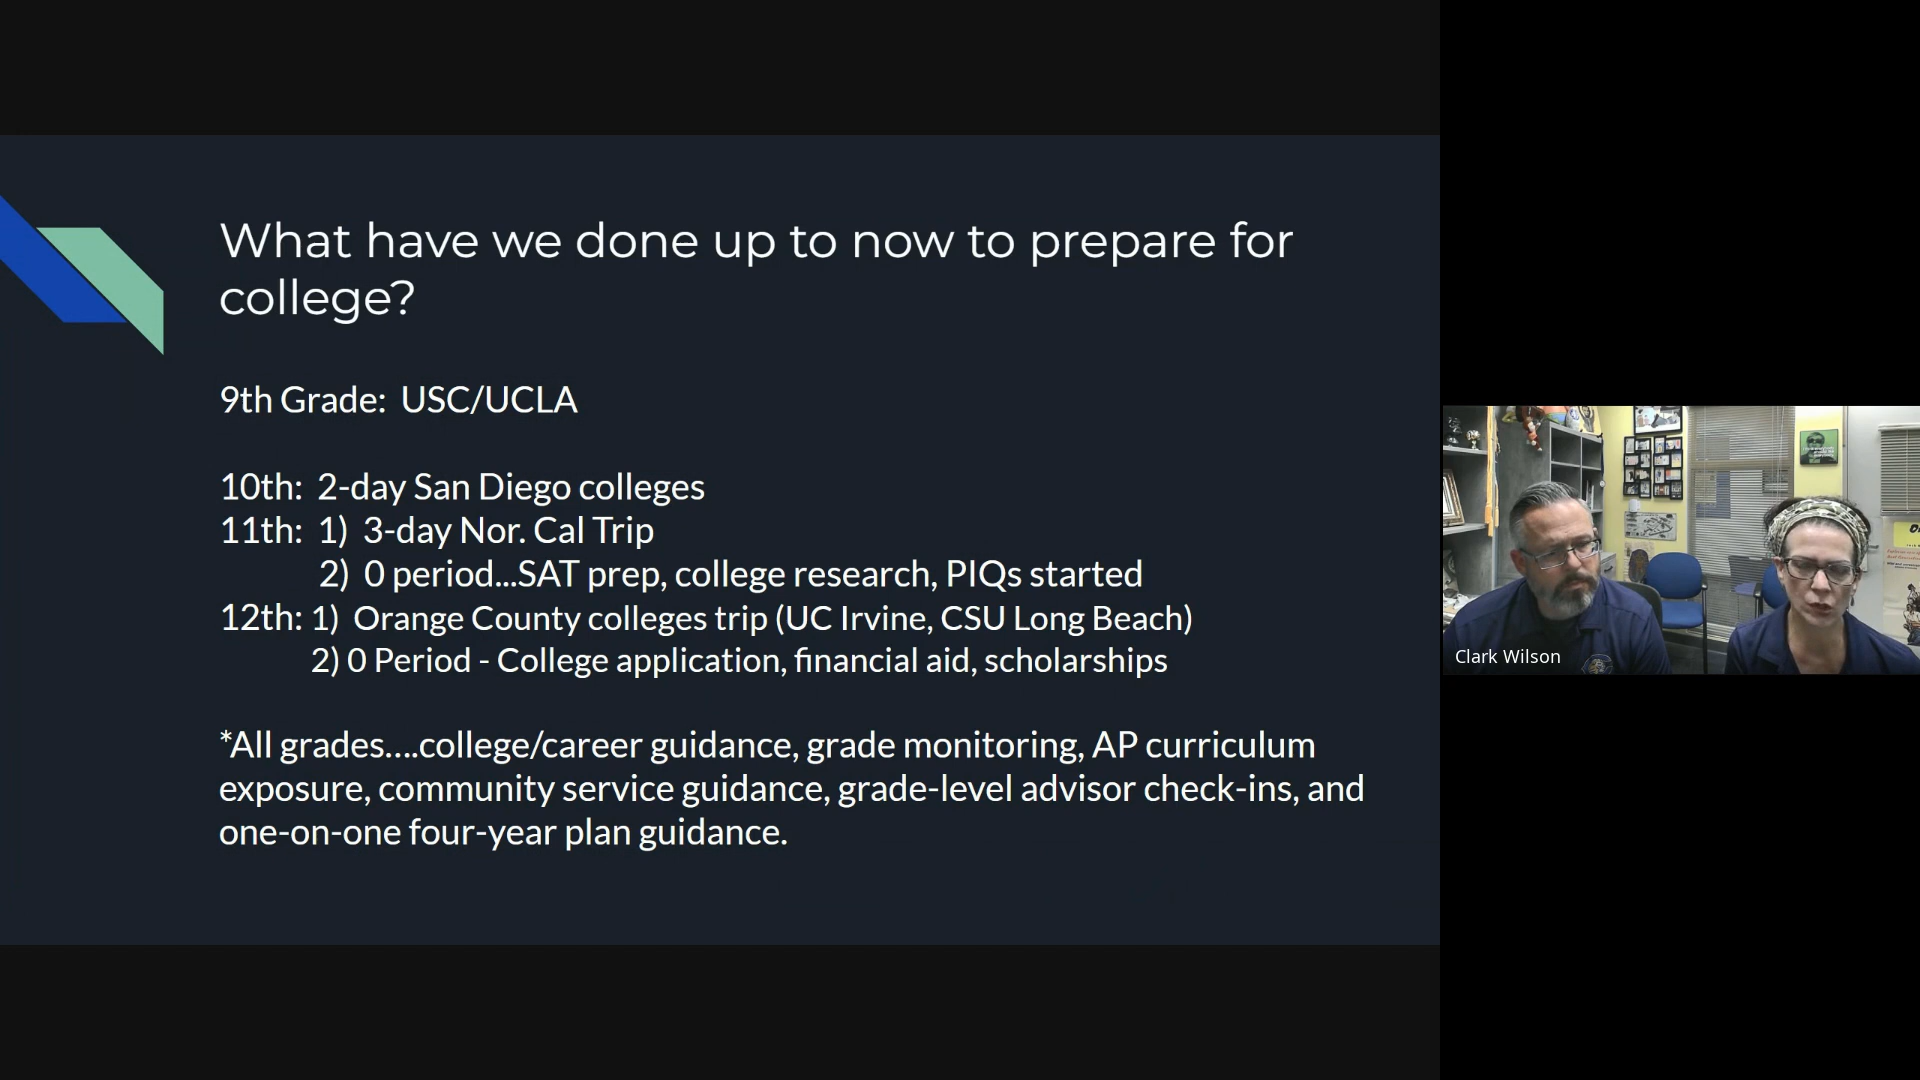 What have we done up to now to prepare for
college?
9th Grade:  USC/UCLA
10th:  2-day San Diego colleges
11th:  1)  3-day Nor. Cal Trip
2)  0 period...SAT prep, college research, PIQs started
12th: 1)  Orange County colleges trip (UC Irvine, CSU Long Beach)
2) 0 Period - College application, financial aid, scholarships
*All grades....college/career guidance, grade monitoring, AP curriculum
exposure, community service guidance, grade-level advisor check-ins, and
one-on-one four-year plan guidance.
Clark Wilson